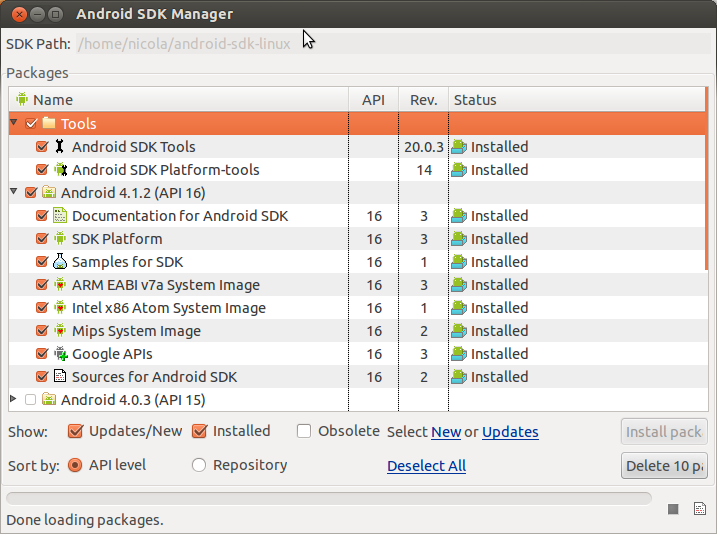 Android SDK Manager
SDK Path: /home/nicola/android-sdk-linux
Packages
Name API Rev. Status
Tools
Android SDK Tools 20.0.3 Installed
Android SDK Platform-tools 14 Installed
Android 4.1.2 (API 16)
Documentation for Android SDK 16 3 Installed
SDK Platform 16 3 Installed
Samples for SDK 16 1 Installed
ARM EABI v7a System Image 16 3 Installed
Intel x86 Atom System Image 16 1 Installed
Mips System Image 16 2 Installed
Google APIs 16 3 Installed
Sources for Android SDK 16 2 Installed
Android 4.0.3 (API 15)
Show: Updates/New Installed Obsolete Select New or Updates Install pack
Sort by: API level Repository Deselect All Delete 10 pa
Done loading packages.